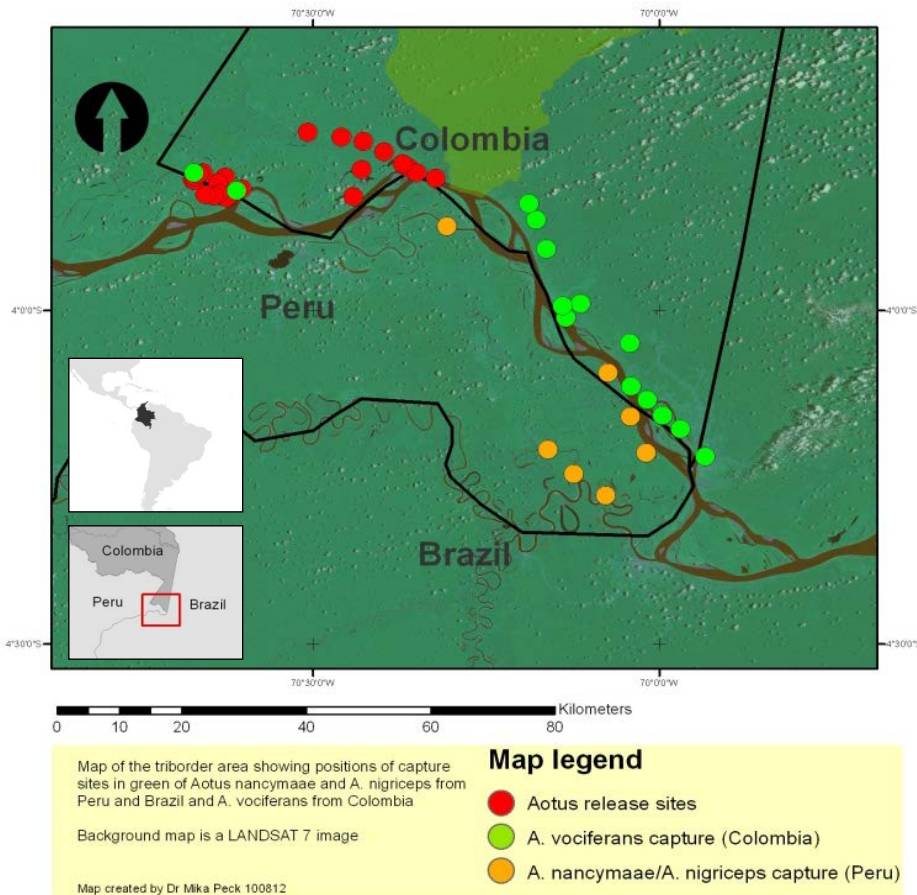 70°30'0"W 70°0'0"W
Colombia
Peru
4°0'0"S 4°0'0"S
Brazil
Colombia
Peru Brazil
4°30'0"S 4°30'0"S
70°30'0"W 70°0'0"W
Kilometers
0 10 20 40 60 80
Map of the triborder area showing positions of capture
sites in green of Aotus nancymaae and A. nigriceps from
Peru and Brazil and A. vociferans from Colombia
Background map is a LANDSAT 7 image
Map created by Dr Mika Peck 100812
Map legend
Aotus release sites
A. vociferans capture (Colombia)
A. nancymaae/A. nigriceps capture (Peru)